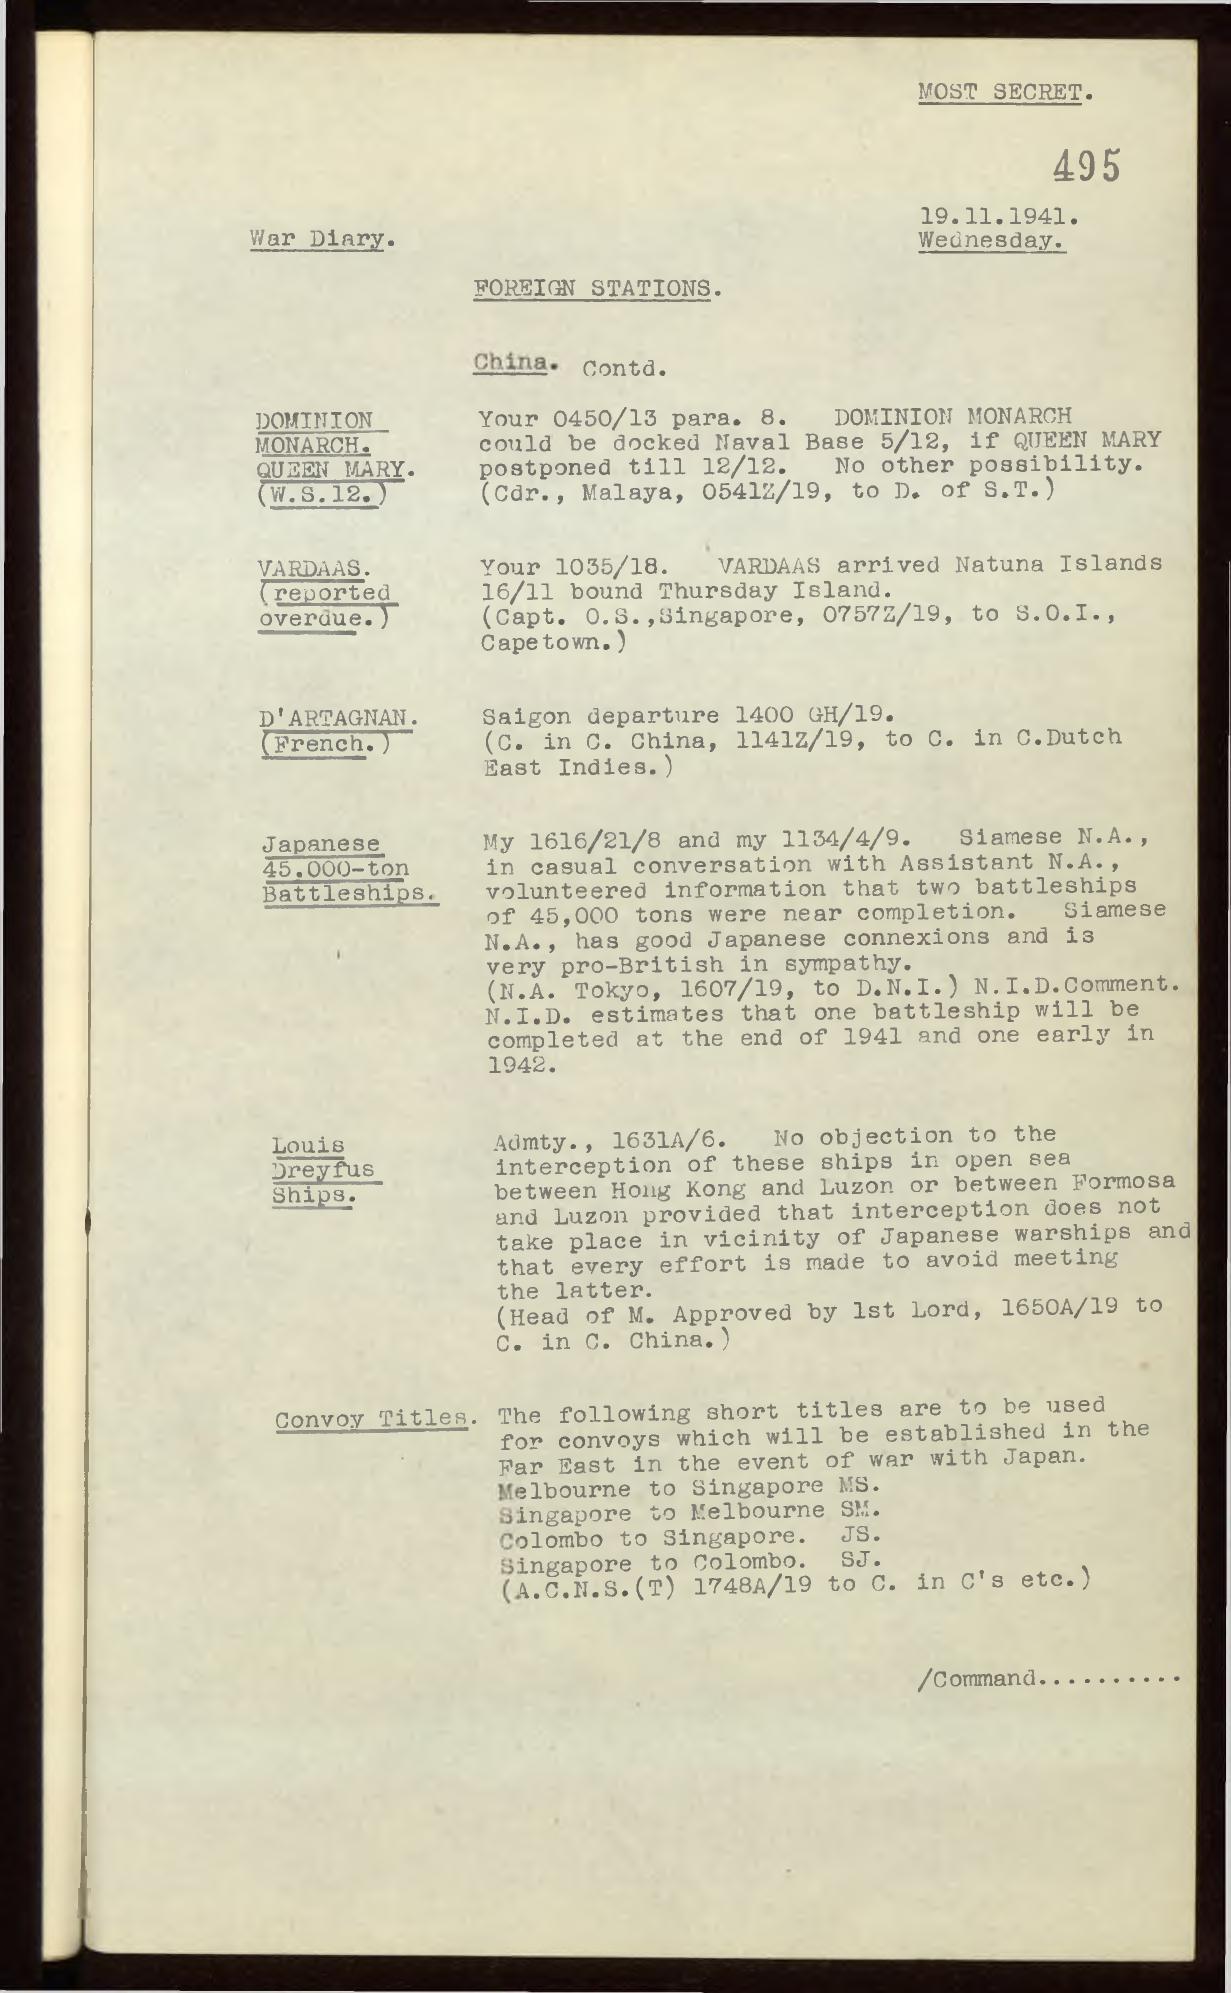 MOST SECRET.
495
19.11.1941.
War Diary.
Wednesday.
FOREIGN STATIONS.
China. Contd.
DOMINION
MONARCH.
QUEEN MARY.
(W.S.12.)
Your 0450/13 para. 8. DOMINION MONARCH
could be docked Naval Base 5/12, if QUEEN MARY
postponed till 12/12. No other possibility.
(Cdr., Malaya, 0541Z/19, to D. of S.T.)
VARDAAS.
(reported
overdue.)
Your 1035/18. VARDAAS arrived Natuna Islands
16/11 bound Thursday Island.
(Capt. O.S.,Singapore, 0757Z/19, to S.O.I.,
Capetown.)
D'ARTAGNAN.
(French.)
Saigon departure 1400 GH/19.
(C. in C. China, 1141Z/19, to C. in C.Dutch
East Indies.)
Japanese
45.000-ton
Battleships.
My 1616/21/8 and my 1134/4/9. Siamese N.A.,
in casual conversation with Assistant N.A.,
volunteered information that two battleships
of 45,000 tons were near completion. Siamese
N.A., has good Japanese connexions and is
very pro-British in sympathy.
(N.A. Tokyo, 1607/19, to D.N.I.) N.I.D.Comment.
N.I.D. estimates that one battleship will be
completed at the end of 1941 and one early in
1942.
Louis
Dreyfus
Ships.
Admty., 1631A/6. No objection to the
interception of these ships in open sea
between Hong Kong and Luzon or between Formosa
and Luzon provided that interception does not
take place in vicinity of Japanese warships and
that every effort is made to avoid meeting
the latter.
(Head of M. Approved by 1st Lord, 1650A/19 to
C. in C. China.)
Convoy Titles.
The following short titles are to be used
for convoys which will be established in the
Far East in the event of war with Japan.
Melbourne to Singapore MS.
Singapore to Melbourne SM.
Colombo to Singapore. JS.
Singapore to Colombo. SJ.
(A.C.N.S.(T) 1748A/19 to C. in C's etc.)
/Command..........